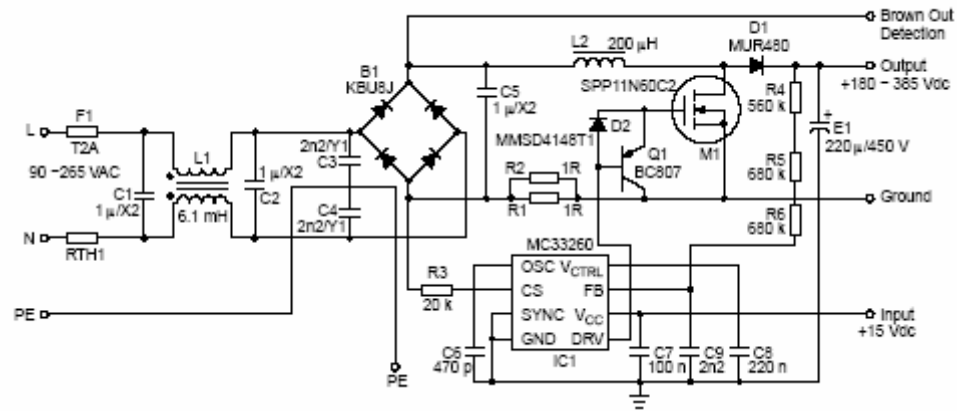 Brown Out
Detection
L2
200 µH
D1
MUR480
Output
+180 – 385 Vdc
B1
KBU8J
C5
1 µ/X2
SPP11N60C2
R4
560 k
E1
220 µ/450 V
+
L
F1
T2A
2n2/Y1
C3
MMSD4148T1
D2
M1
L1
1 µ/X2
C2
Q1
BC807
R5
680 k
90 –265 VAC
C1
1 µ/X2
R2
1R
R1
1R
Ground
C4
2n2/Y1
R6
680 k
6.1 mH
N
RTH1
MC33260
OSC
VCTRL
R3
20 k
CS
FB
PE
SYNC
VCC
Input
+15 Vdc
GND
DRV
C6
470 p
IC1
C7
100 n
C9
2n2
C8
220 n
PE